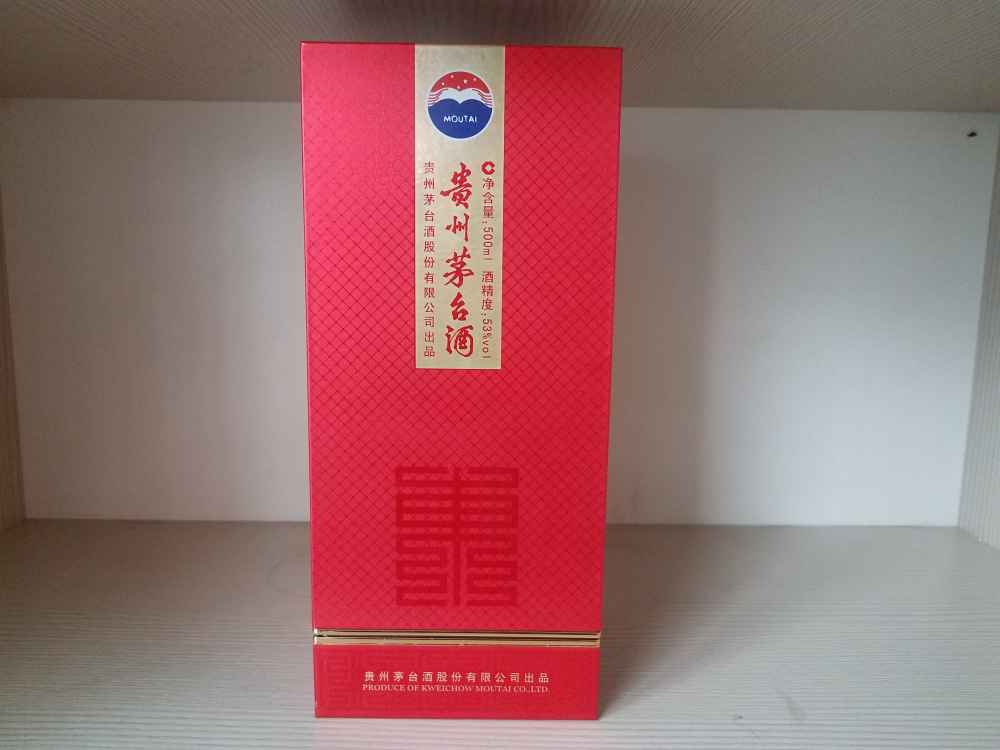 MOUTAI
净含量:500ml 酒精度:53%vol
贵州茅台酒
贵州茅台酒股份有限公司出品
贵州茅台酒股份有限公司出品
PRODUCE OF KWEICHOW MOUTAI CO.,LTD.